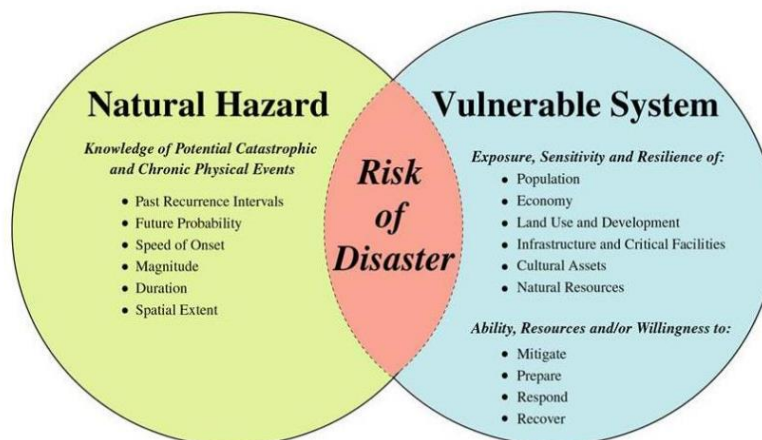 Natural Hazard
Knowledge of Potential Catastrophic
and Chronic Physical Events
• Past Recurrence Intervals
• Future Probability
• Speed of Onset
• Magnitude
• Duration
• Spatial Extent
Risk
of
Disaster
Vulnerable System
Exposure, Sensitivity and Resilience of:
• Population
• Economy
• Land Use and Development
• Infrastructure and Critical Facilities
• Cultural Assets
• Natural Resources
Ability, Resources and/or Willingness to:
• Mitigate
• Prepare
• Respond
• Recover